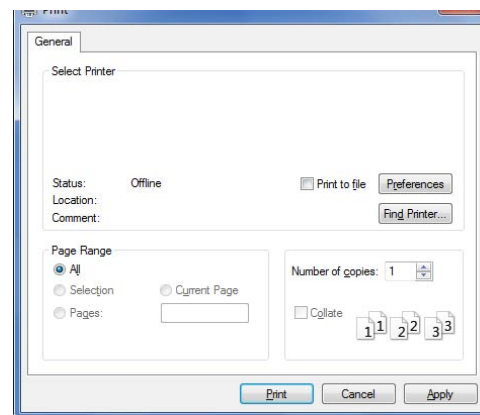 Print
General
Select Printer
Status: Offline
Print to file
Preferences
Location:
Comment:
Find Printer...
Page Range
All
Selection
Current Page
Pages:
Number of copies: 1
Collate
1 1 2 2 3 3
Print
Cancel
Apply